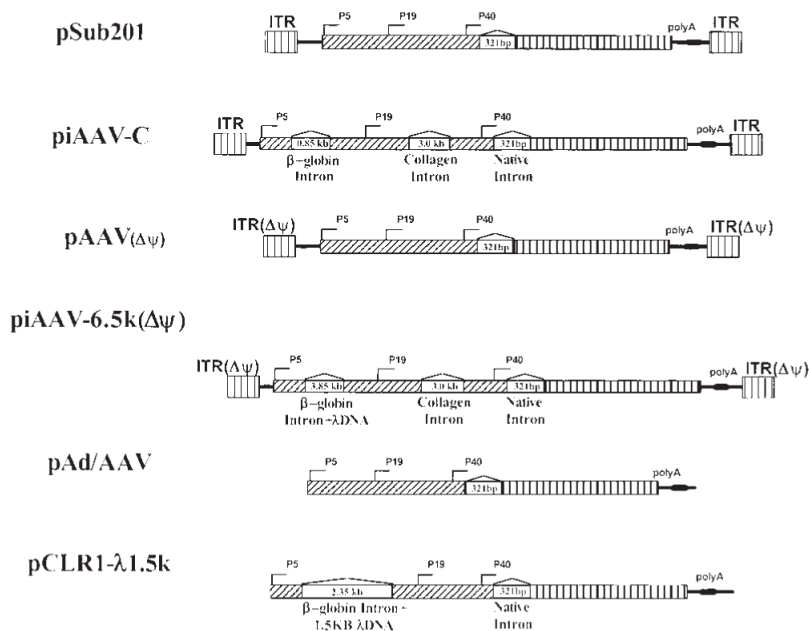 pSub201
ITR P5 P19 P40 321bp polyA ITR
piAAV-C
ITR P5 0.85 kb P19 3.0 kb P40 321bp polyA ITR
β-globin Intron
Collagen Intron
Native Intron
pAAV(Δψ)
ITR(Δψ) P5 P19 P40 321bp polyA ITR(Δψ)
piAAV-6.5k(Δψ)
ITR(Δψ) P5 3.85 kb P19 3.0 kb P40 321bp polyA ITR(Δψ)
β-globin Intron+λDNA
Collagen Intron
Native Intron
pAd/AAV
P5 P19 P40 321bp polyA
pCLR1-λ1.5k
P5 2.35 kb P19 P40 321bp polyA
β-globin Intron - 1.5KB λDNA
Native Intron